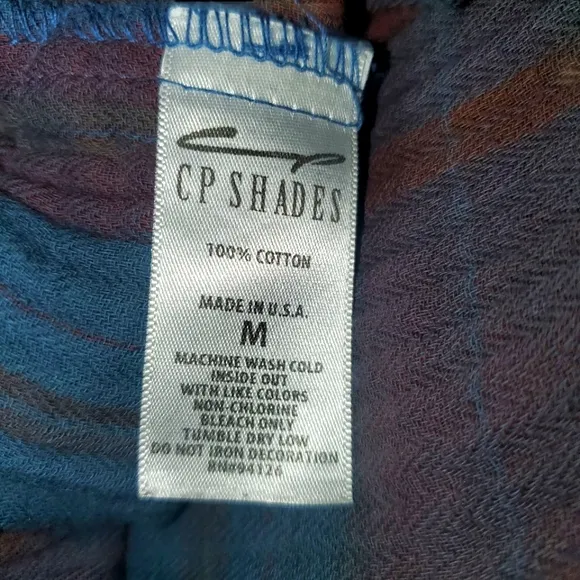 CP SHADES
100% COTTON
MADE IN U.S.A.
M
MACHINE WASH COLD
INSIDE OUT
WITH LIKE COLORS
NON-CHLORINE
BLEACH ONLY
TUMBLE DRY LOW
DO NOT IRON DECORATION
RN#94126